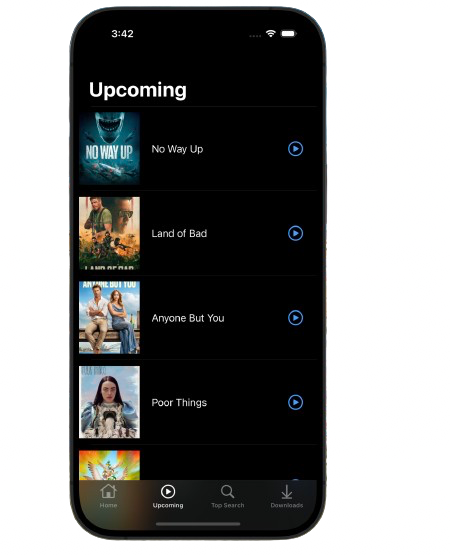 3:42
Upcoming
NO WAY UP
No Way Up
Land of Bad
LAND OF BAD
ANYONE BUT YOU
Anyone But You
Poor Things
Home
Upcoming
Top Search
Downloads